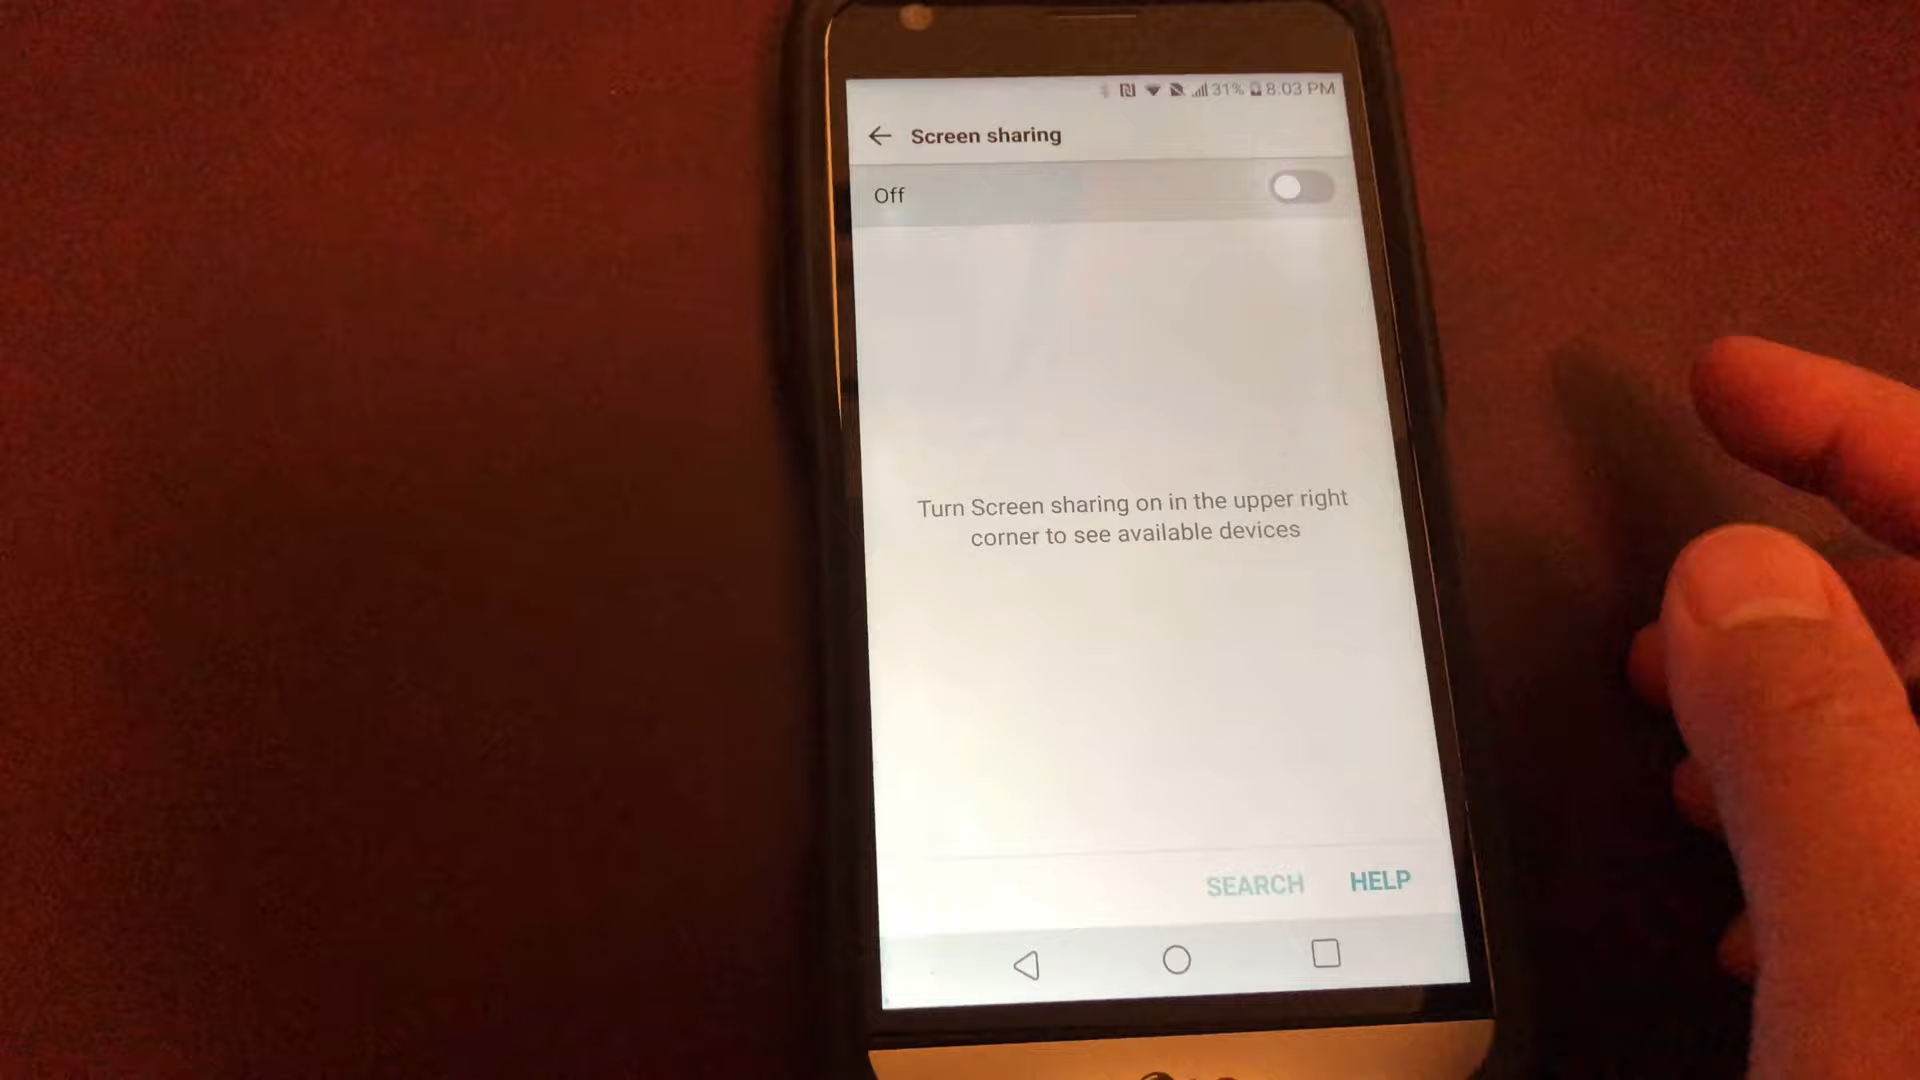 31% 8:03 PM
Screen sharing
Off
Turn Screen sharing on in the upper right
corner to see available devices
SEARCH HELP